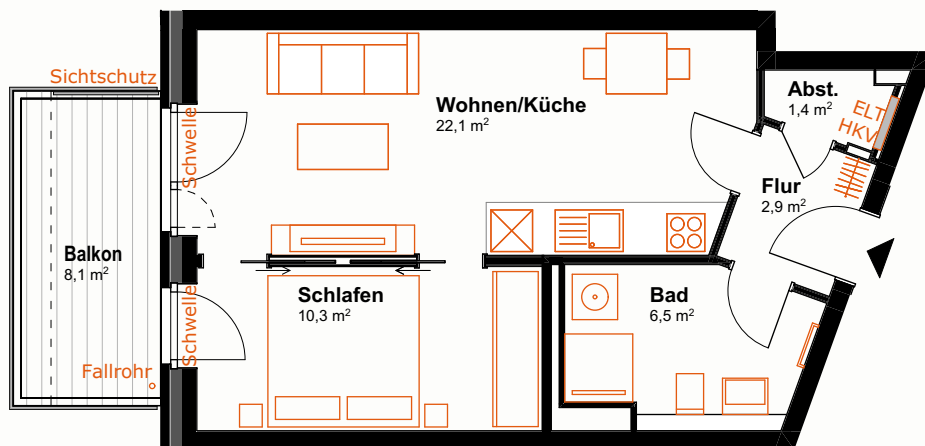 Sichtschutz
Schwelle
Wohnen/Küche
22,1 m²
Abst.
1,4 m²
ELT
HKV
Flur
2,9 m²
Balkon
8,1 m²
Schlafen
10,3 m²
Bad
6,5 m²
Schwelle
Fallrohr